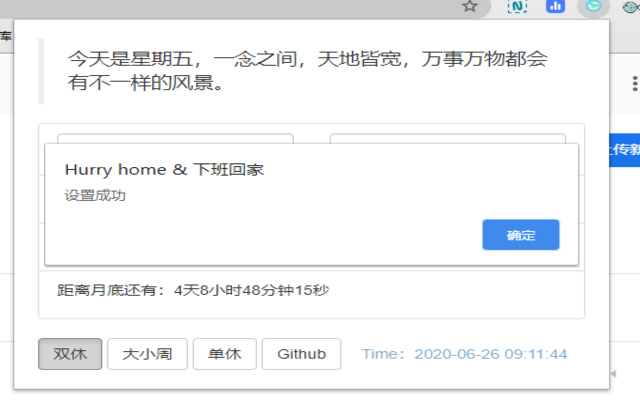 库
今天是星期五，一念之间，天地皆宽，万事万物都会
有不一样的风景。
上传新
Hurry home & 下班回家
设置成功
确定
距离月底还有：4天8小时48分钟15秒
双休
大小周
单休
Github
Time：2020-06-26 09:11:44